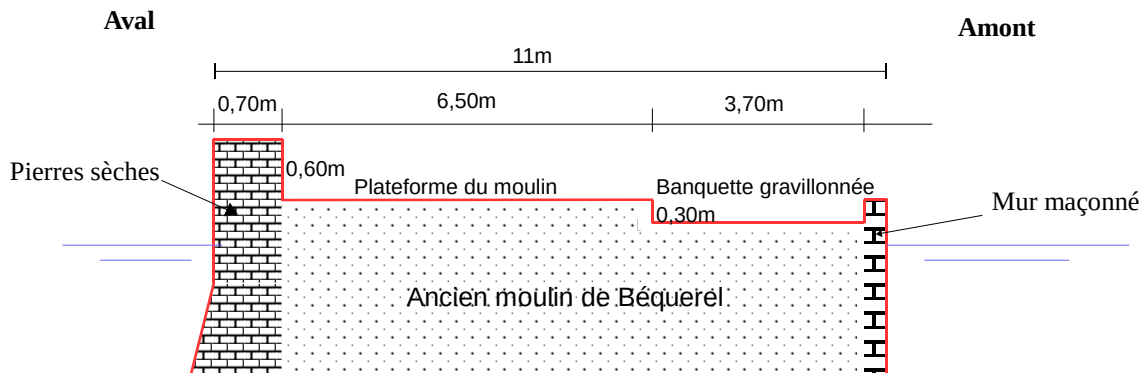 Aval
Amont
11m
0,70m
6,50m
3,70m
Pierres sèches
0,60m
Plateforme du moulin
Banquette gravillonnée
0,30m
Mur maçonné
Ancien moulin de Béquerel